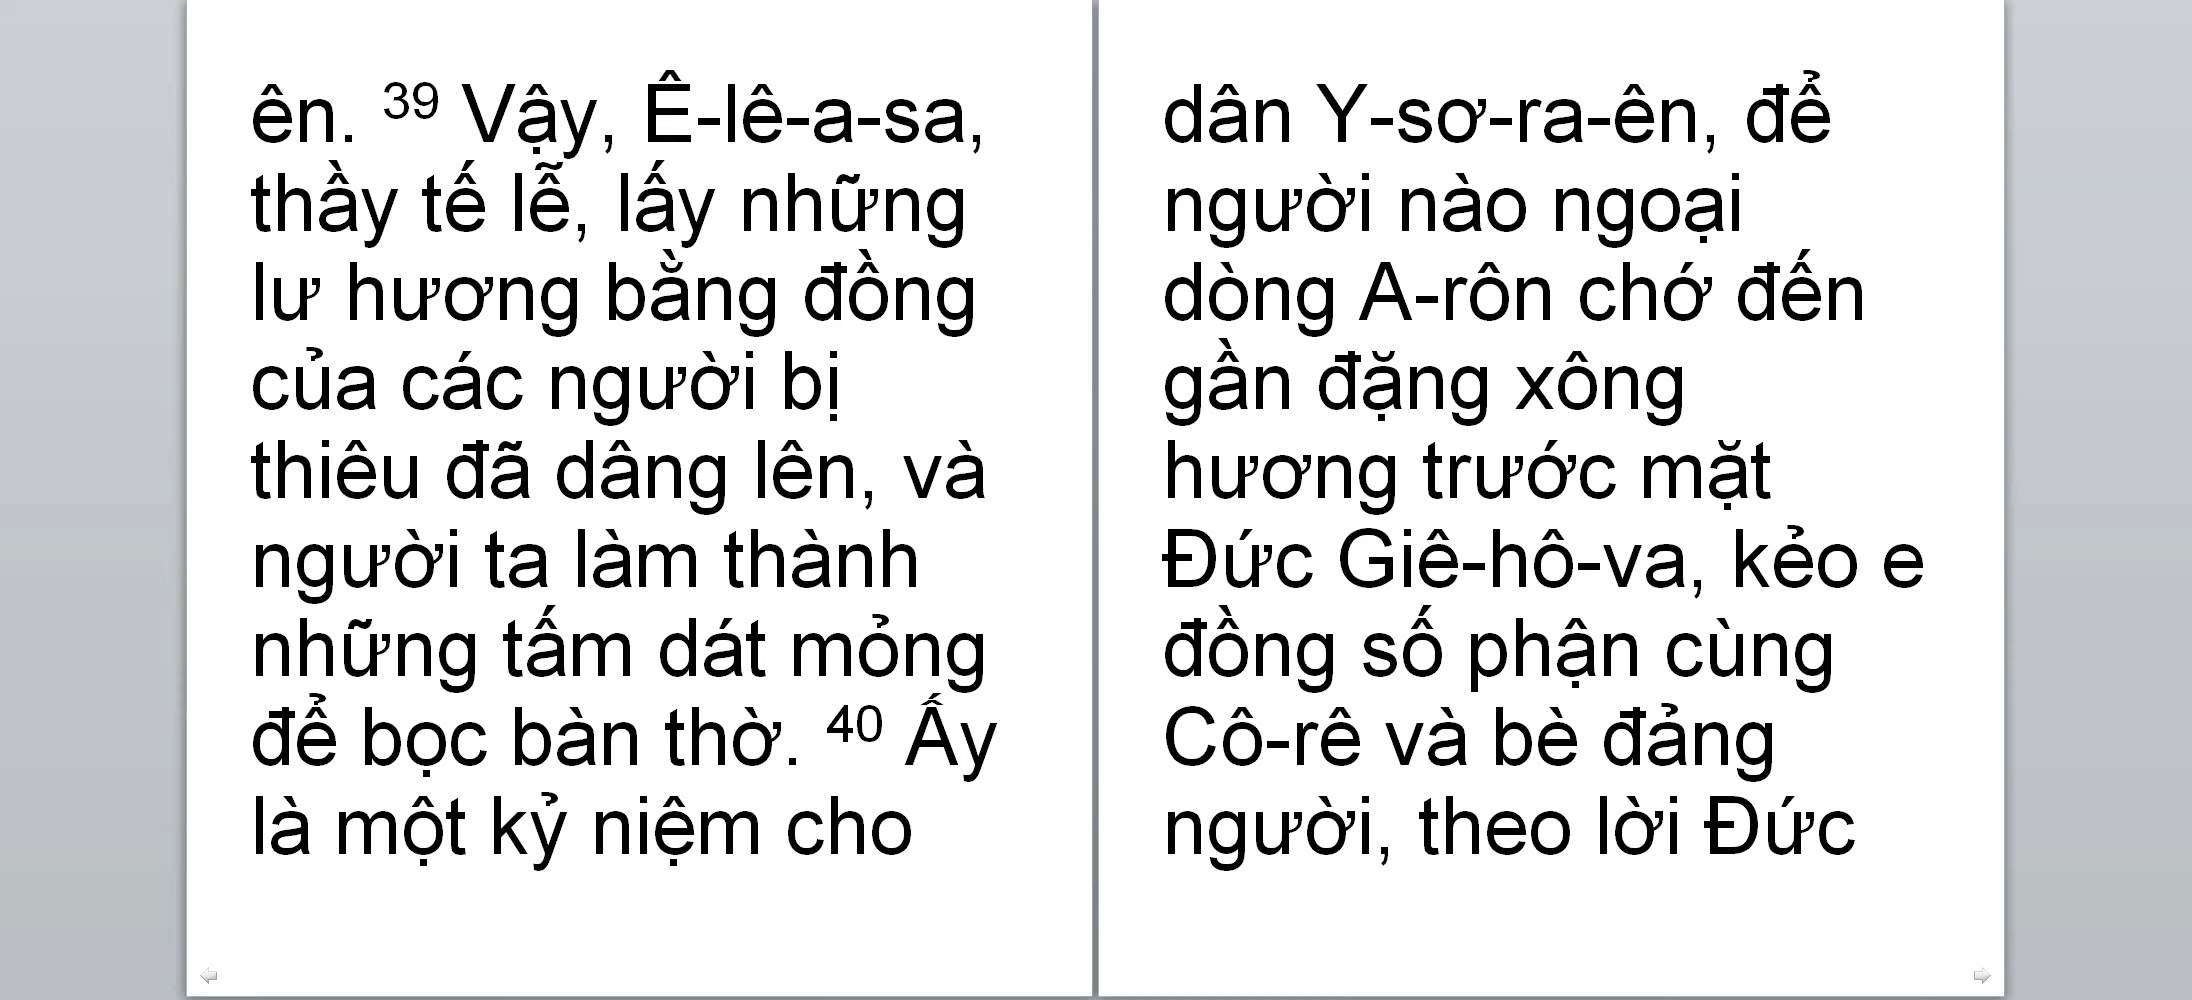 ên. 39 Vậy, Ê-lê-a-sa,
thầy tế lễ, lấy những
lư hương bằng đồng
của các người bị
thiêu đã dâng lên, và
người ta làm thành
những tấm dát mỏng
để bọc bàn thờ. 40 Ấy
là một kỷ niệm cho
dân Y-sơ-ra-ên, để
người nào ngoại
dòng A-rôn chớ đến
gần đặng xông
hương trước mặt
Đức Giê-hô-va, kẻo e
đồng số phận cùng
Cô-rê và bè đảng
người, theo lời Đức